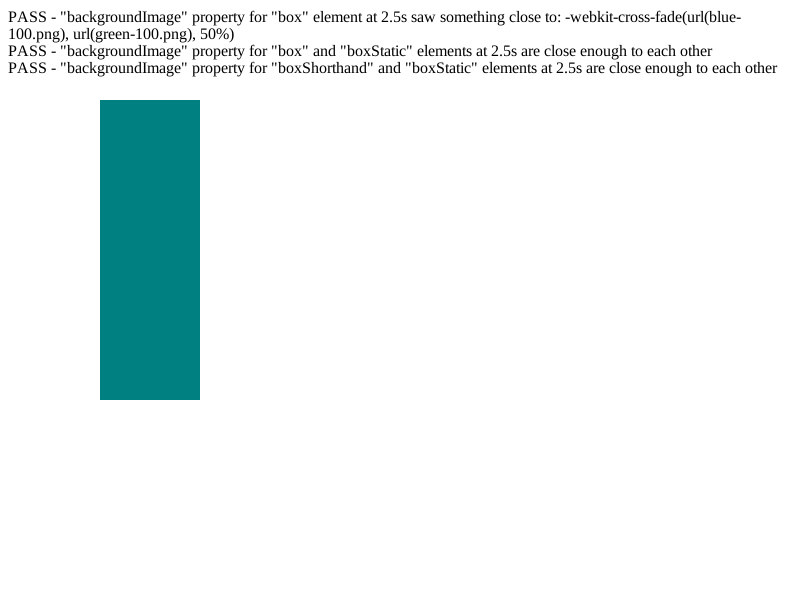 PASS - "backgroundImage" property for "box" element at 2.5s saw something close to: -webkit-cross-fade(url(blue-
100.png), url(green-100.png), 50%)
PASS - "backgroundImage" property for "box" and "boxStatic" elements at 2.5s are close enough to each other
PASS - "backgroundImage" property for "boxShorthand" and "boxStatic" elements at 2.5s are close enough to each other